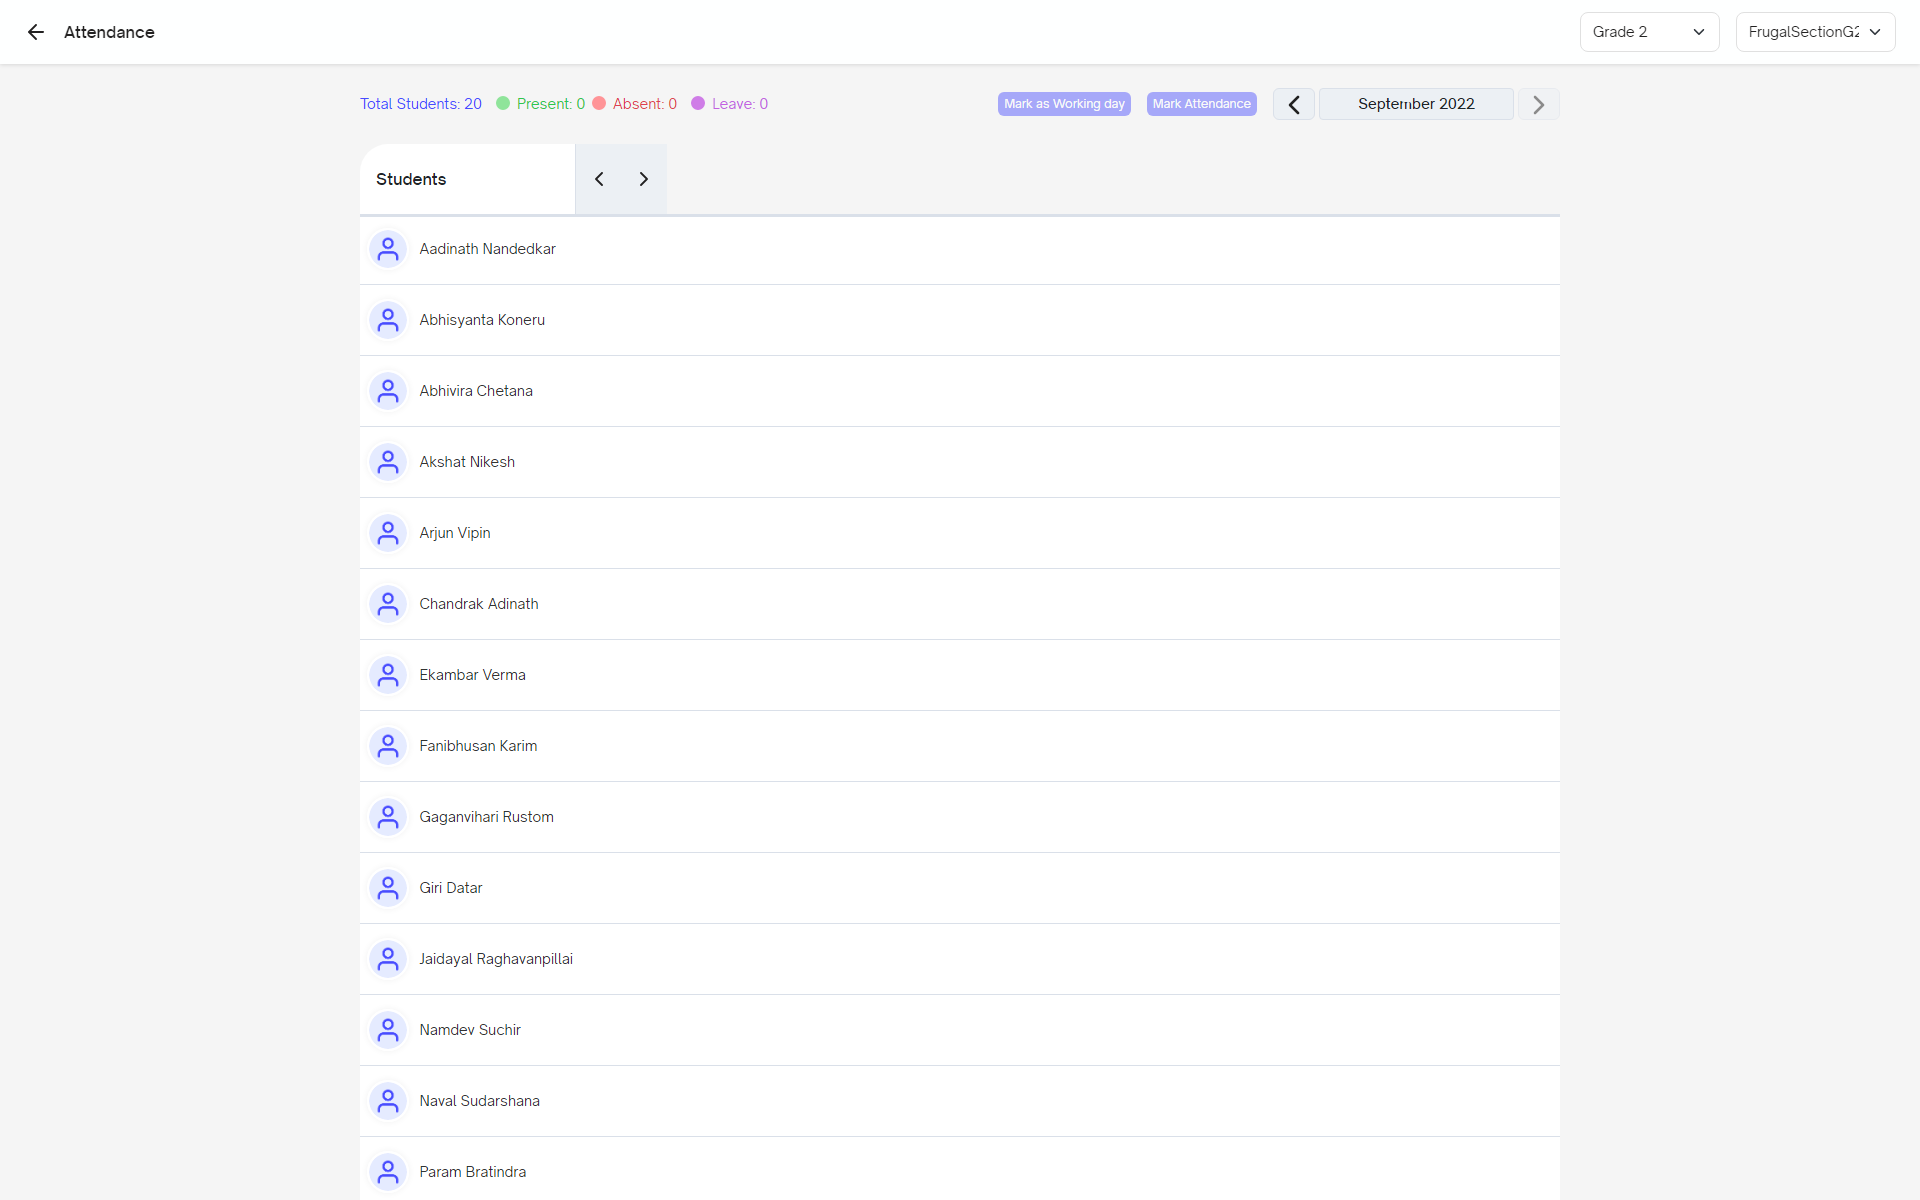 Attendance
Grade 2
FrugalSectionG2
Total Students: 20
Present: 0
Absent: 0
Leave: 0
Mark as Working day
Mark Attendance
September 2022
Students
Aadinath Nandedkar
Abhisyanta Koneru
Abhivira Chetana
Akshat Nikesh
Arjun Vipin
Chandrak Adinath
Ekambar Verma
Fanibhusan Karim
Gaganvihari Rustom
Giri Datar
Jaidayal Raghavanpillai
Namdev Suchir
Naval Sudarshana
Param Bratindra